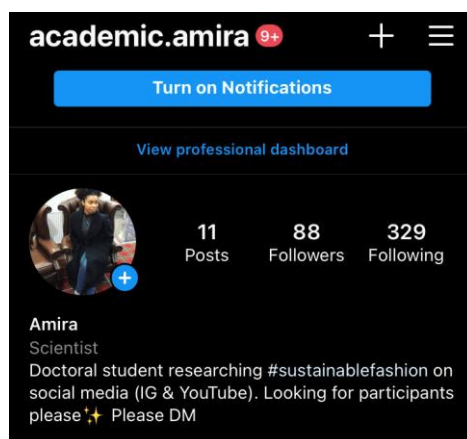 academic.amira 9+
Turn on Notifications
View professional dashboard
11 88 329
Posts Followers Following
Amira
Scientist
Doctoral student researching #sustainablefashion on
social media (IG & YouTube). Looking for participants
please✨ Please DM